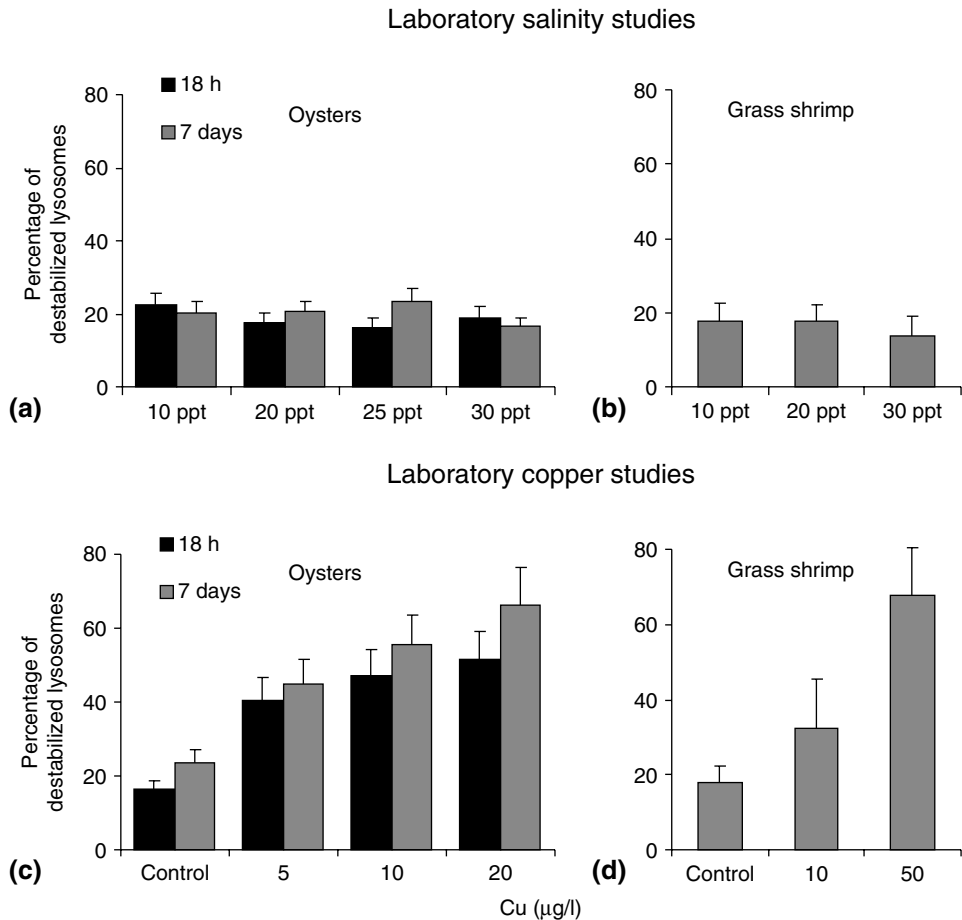 Laboratory salinity studies
80
60
40
20
0
Percentage of
destabilized lysosomes
18 h
7 days
Oysters
10 ppt
20 ppt
25 ppt
30 ppt
(a)
80
60
40
20
0
Grass shrimp
10 ppt
20 ppt
30 ppt
(b)
Laboratory copper studies
80
60
40
20
0
Percentage of
destabilized lysosomes
18 h
7 days
Oysters
Control
5
10
20
(c)
80
60
40
20
0
Grass shrimp
Control
10
50
(d)
Cu (μg/l)